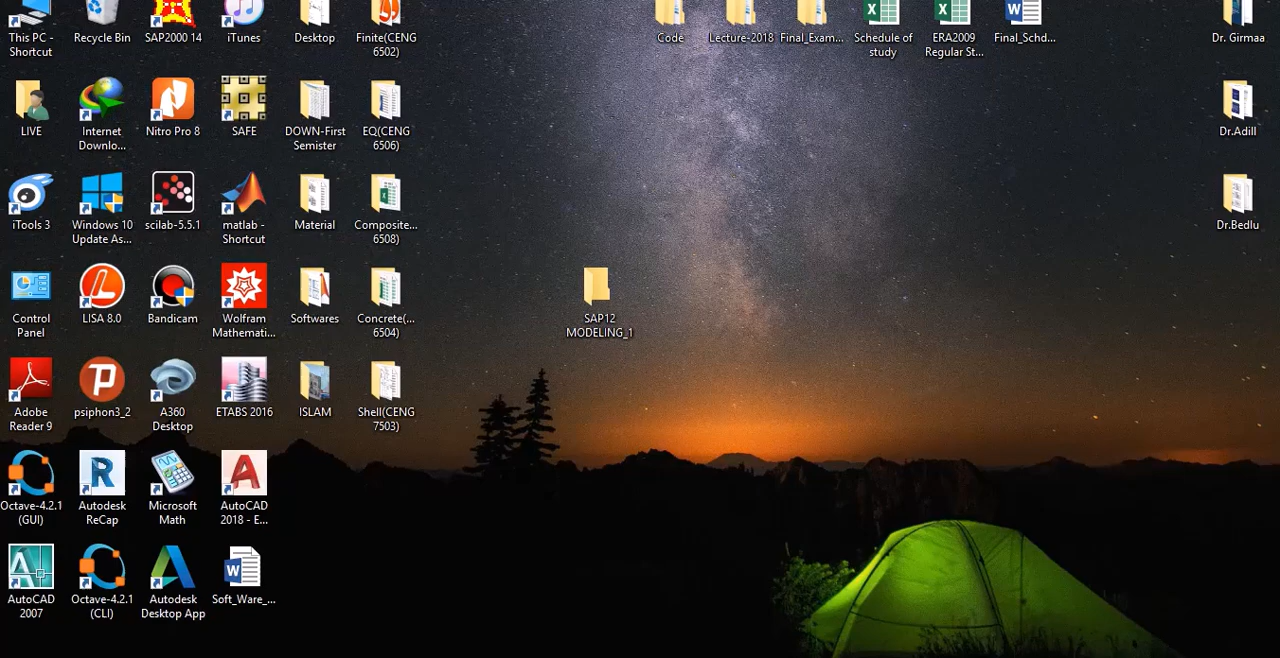 This PC -
Shortcut
Recycle Bin
SAP2000 14
iTunes
Desktop
Finite(CENG
6502)
Code
Lecture-2018
Final_Exam...
Schedule of
study
ERA2009
Regular St...
Final_Schd...
Dr. Girmaa
LIVE
Internet
Downlo...
Nitro Pro 8
SAFE
DOWN-First
Semister
EQ(CENG
6506)
Dr.Adill
iTools 3
Windows 10
Update As...
scilab-5.5.1
matlab -
Shortcut
Material
Composite...
6508)
Dr.Bedlu
Control
Panel
LISA 8.0
Bandicam
Wolfram
Mathemati...
Softwares
Concrete(...
6504)
SAP12
MODELING_1
Adobe
Reader 9
psiphon3_2
A360
Desktop
ETABS 2016
ISLAM
Shell(CENG
7503)
Octave-4.2.1
(GUI)
Autodesk
ReCap
Microsoft
Math
AutoCAD
2018 - E...
AutoCAD
2007
Octave-4.2.1
(CLI)
Autodesk
Desktop App
Soft_Ware_...